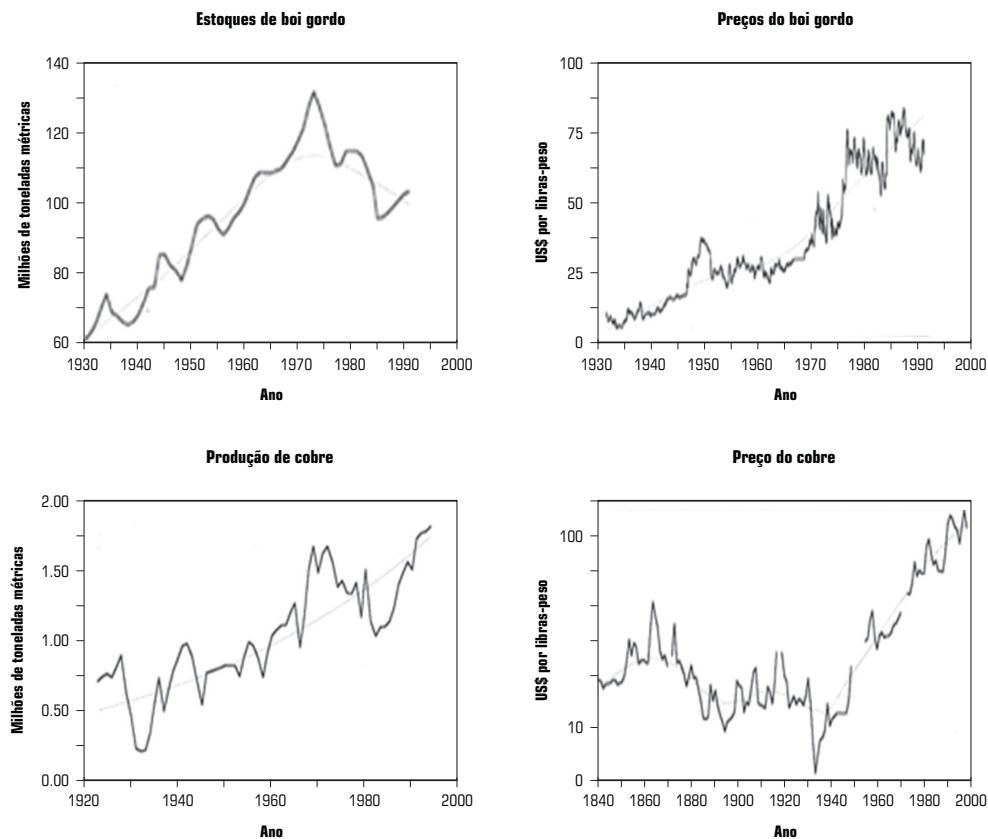 Estoques de boi gordo
Milhões de toneladas métricas
140
120
100
80
60
1930 1940 1950 1960 1970 1980 1990 2000
Ano
Preços do boi gordo
US$ por libras-peso
100
75
50
25
0
1930 1940 1950 1960 1970 1980 1990 2000
Ano
Produção de cobre
Milhões de toneladas métricas
2.00
1.50
1.00
0.50
0.00
1920 1940 1960 1980 2000
Ano
Preço do cobre
US$ por libras-peso
100
10
0
1840 1860 1880 1900 1920 1940 1960 1980 2000
Ano